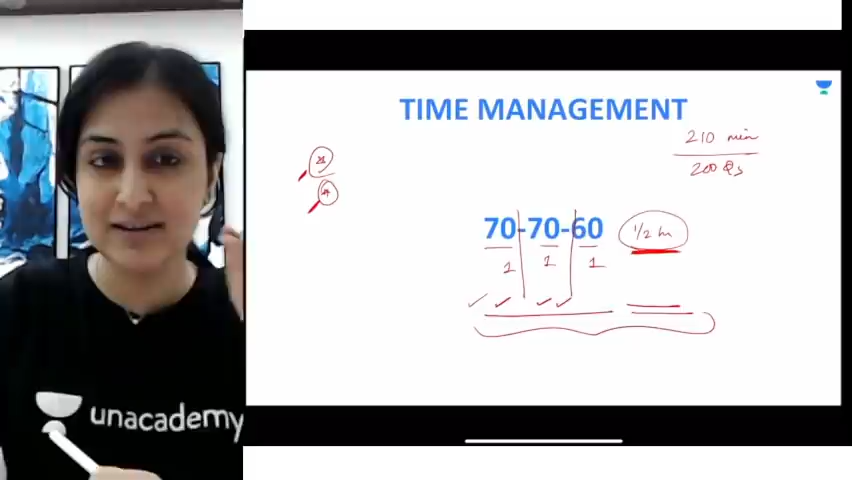 TIME MANAGEMENT
210 min
200 Qs
70-70-60
1/2 hr
1 1 1
unacademy